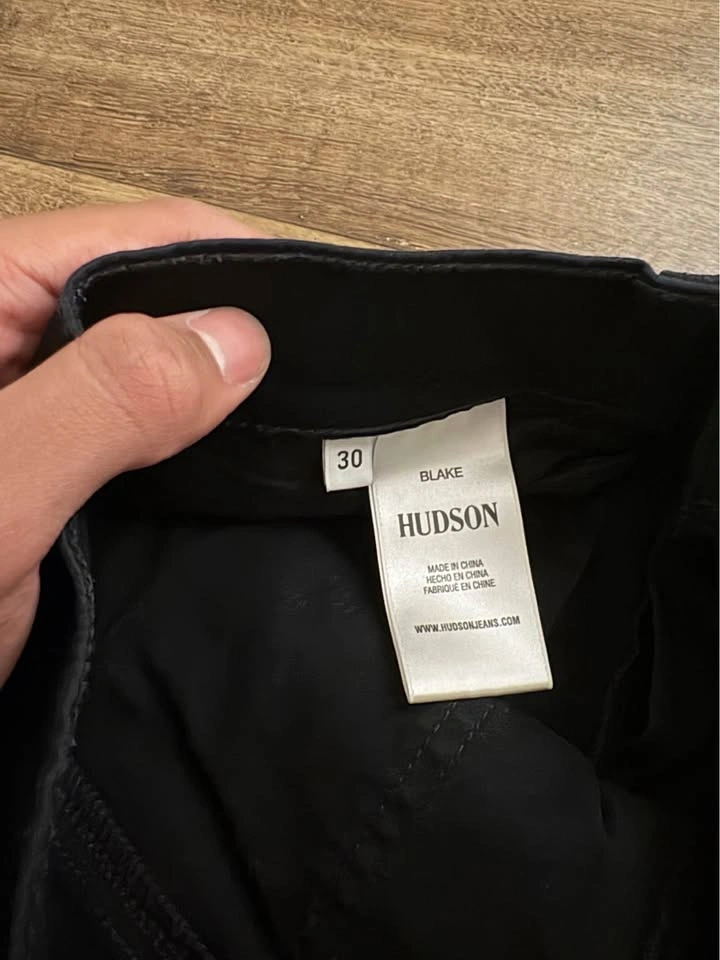 30
BLAKE
HUDSON
MADE IN CHINA
HECHO EN CHINA
FABRIQUÉ EN CHINE
WWW.HUDSONJEANS.COM